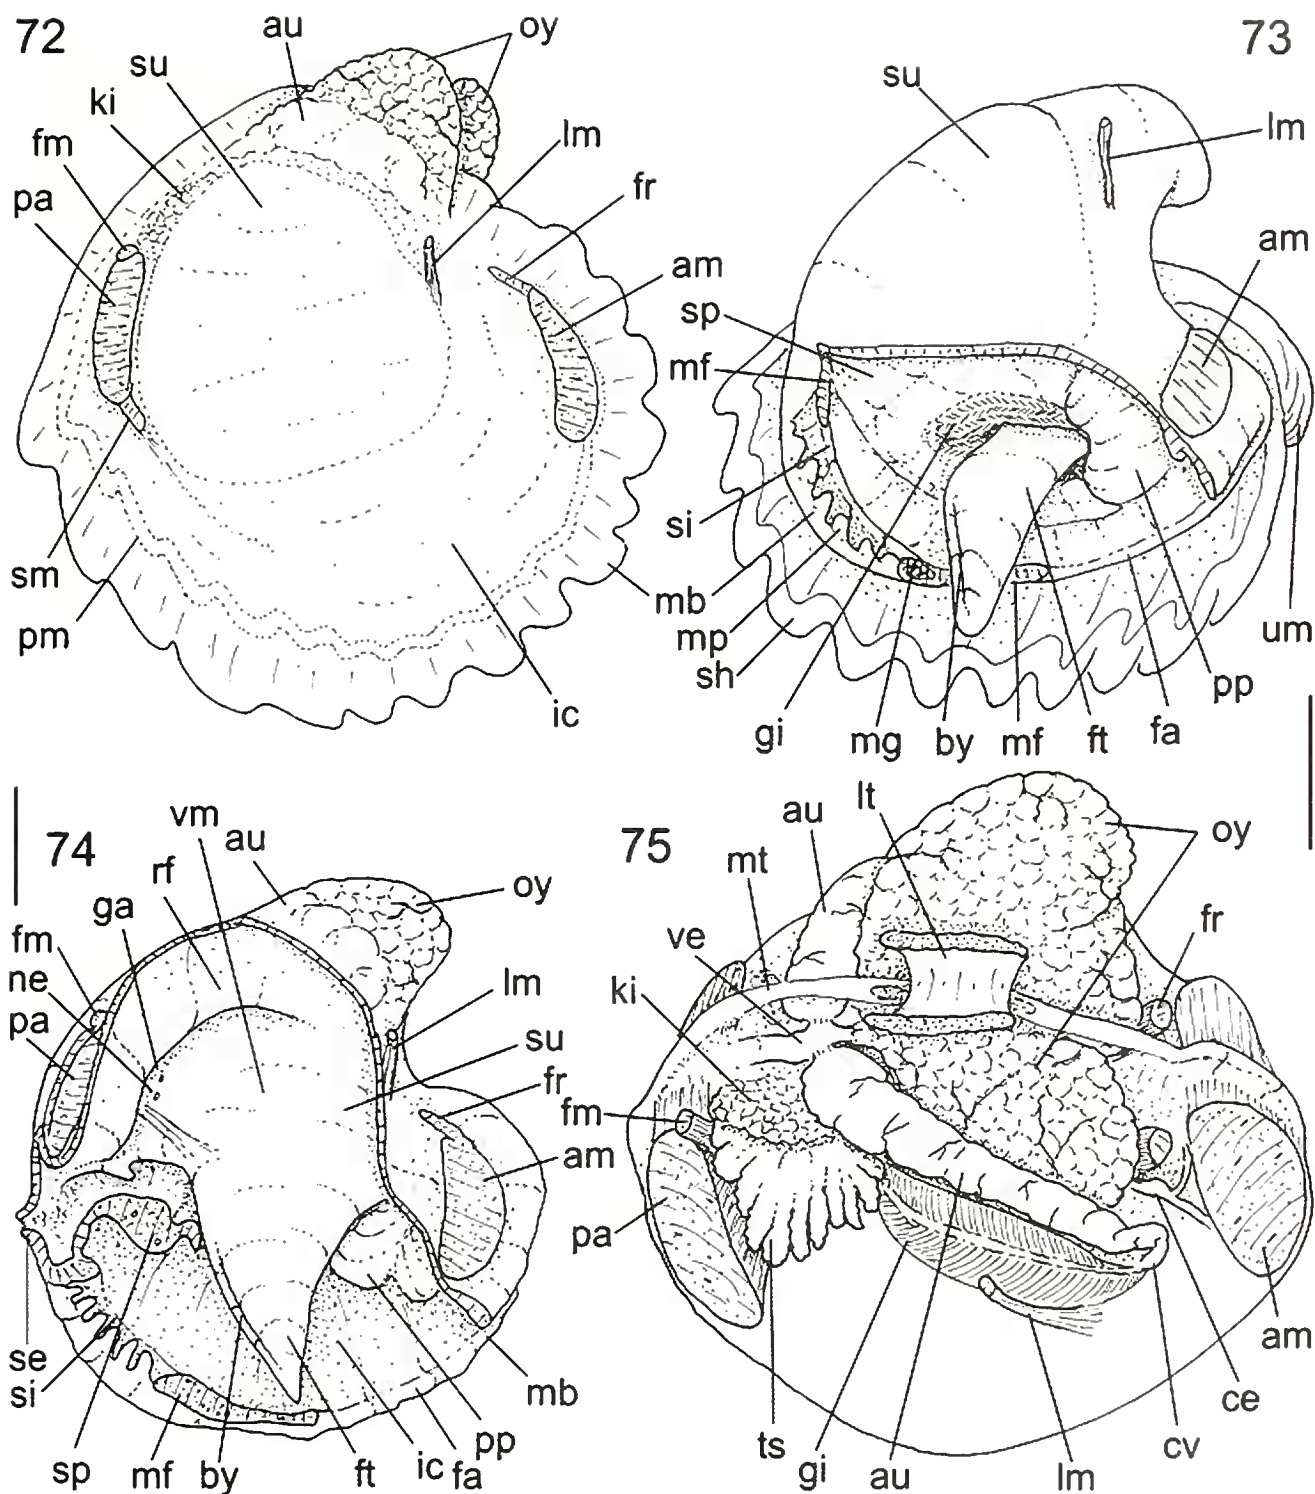 72
au
oy
su
ki
fm
pa
lm
fr
am
sm
pm
ic
mb
73
su
lm
am
sp
mf
si
mb
mp
sh
gi
mg
by
mf
ft
fa
pp
um
74
vm
au
rf
ga
fm
ne
pa
oy
lm
su
fr
am
se
si
sp
mf
by
ft
ic
fa
pp
mb
75
lt
au
mt
ve
ki
fm
pa
oy
fr
ts
gi
au
lm
cv
ce
am